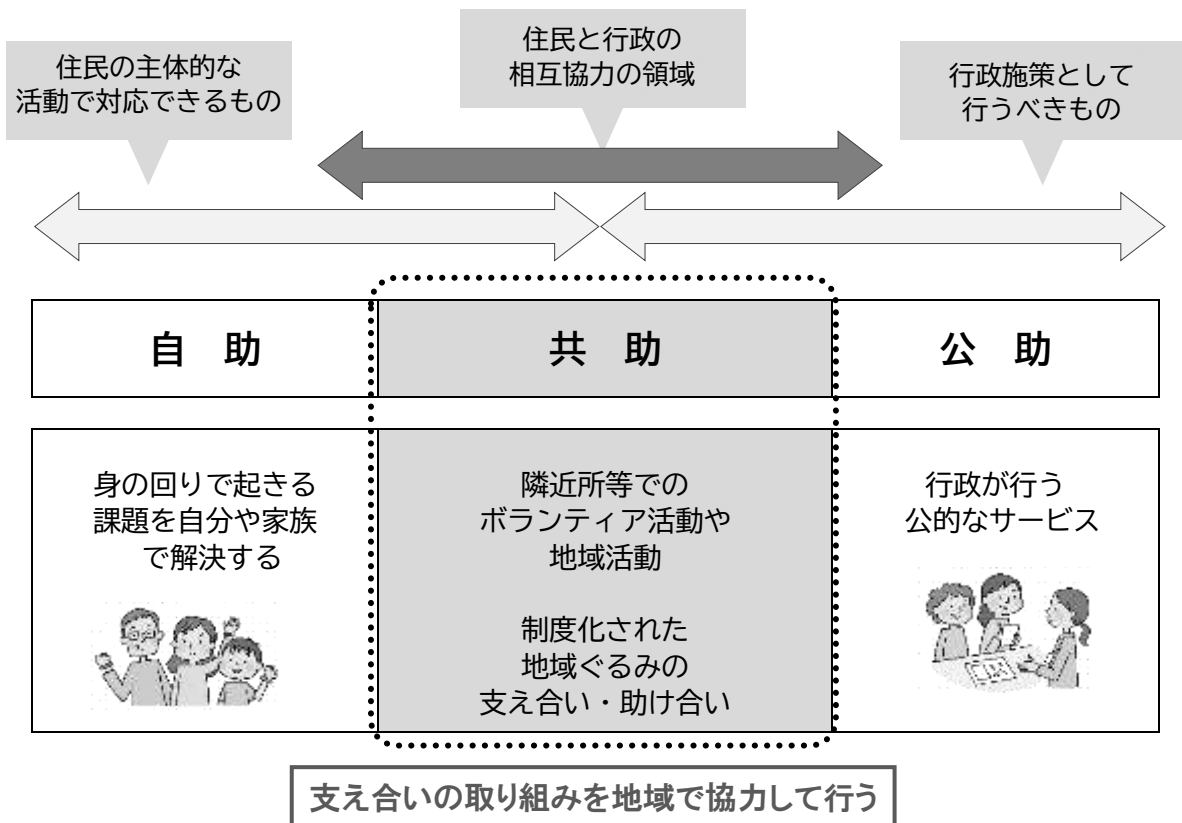 住民の主体的な
活動で対応できるもの
住民と行政の
相互協力の領域
行政施策として
行うべきもの
自 助
共 助
公 助
身の回りで起きる
課題を自分や家族
で解決する
隣近所等での
ボランティア活動や
地域活動
制度化された
地域ぐるみの
支え合い・助け合い
行政が行う
公的なサービス
支え合いの取り組みを地域で協力して行う